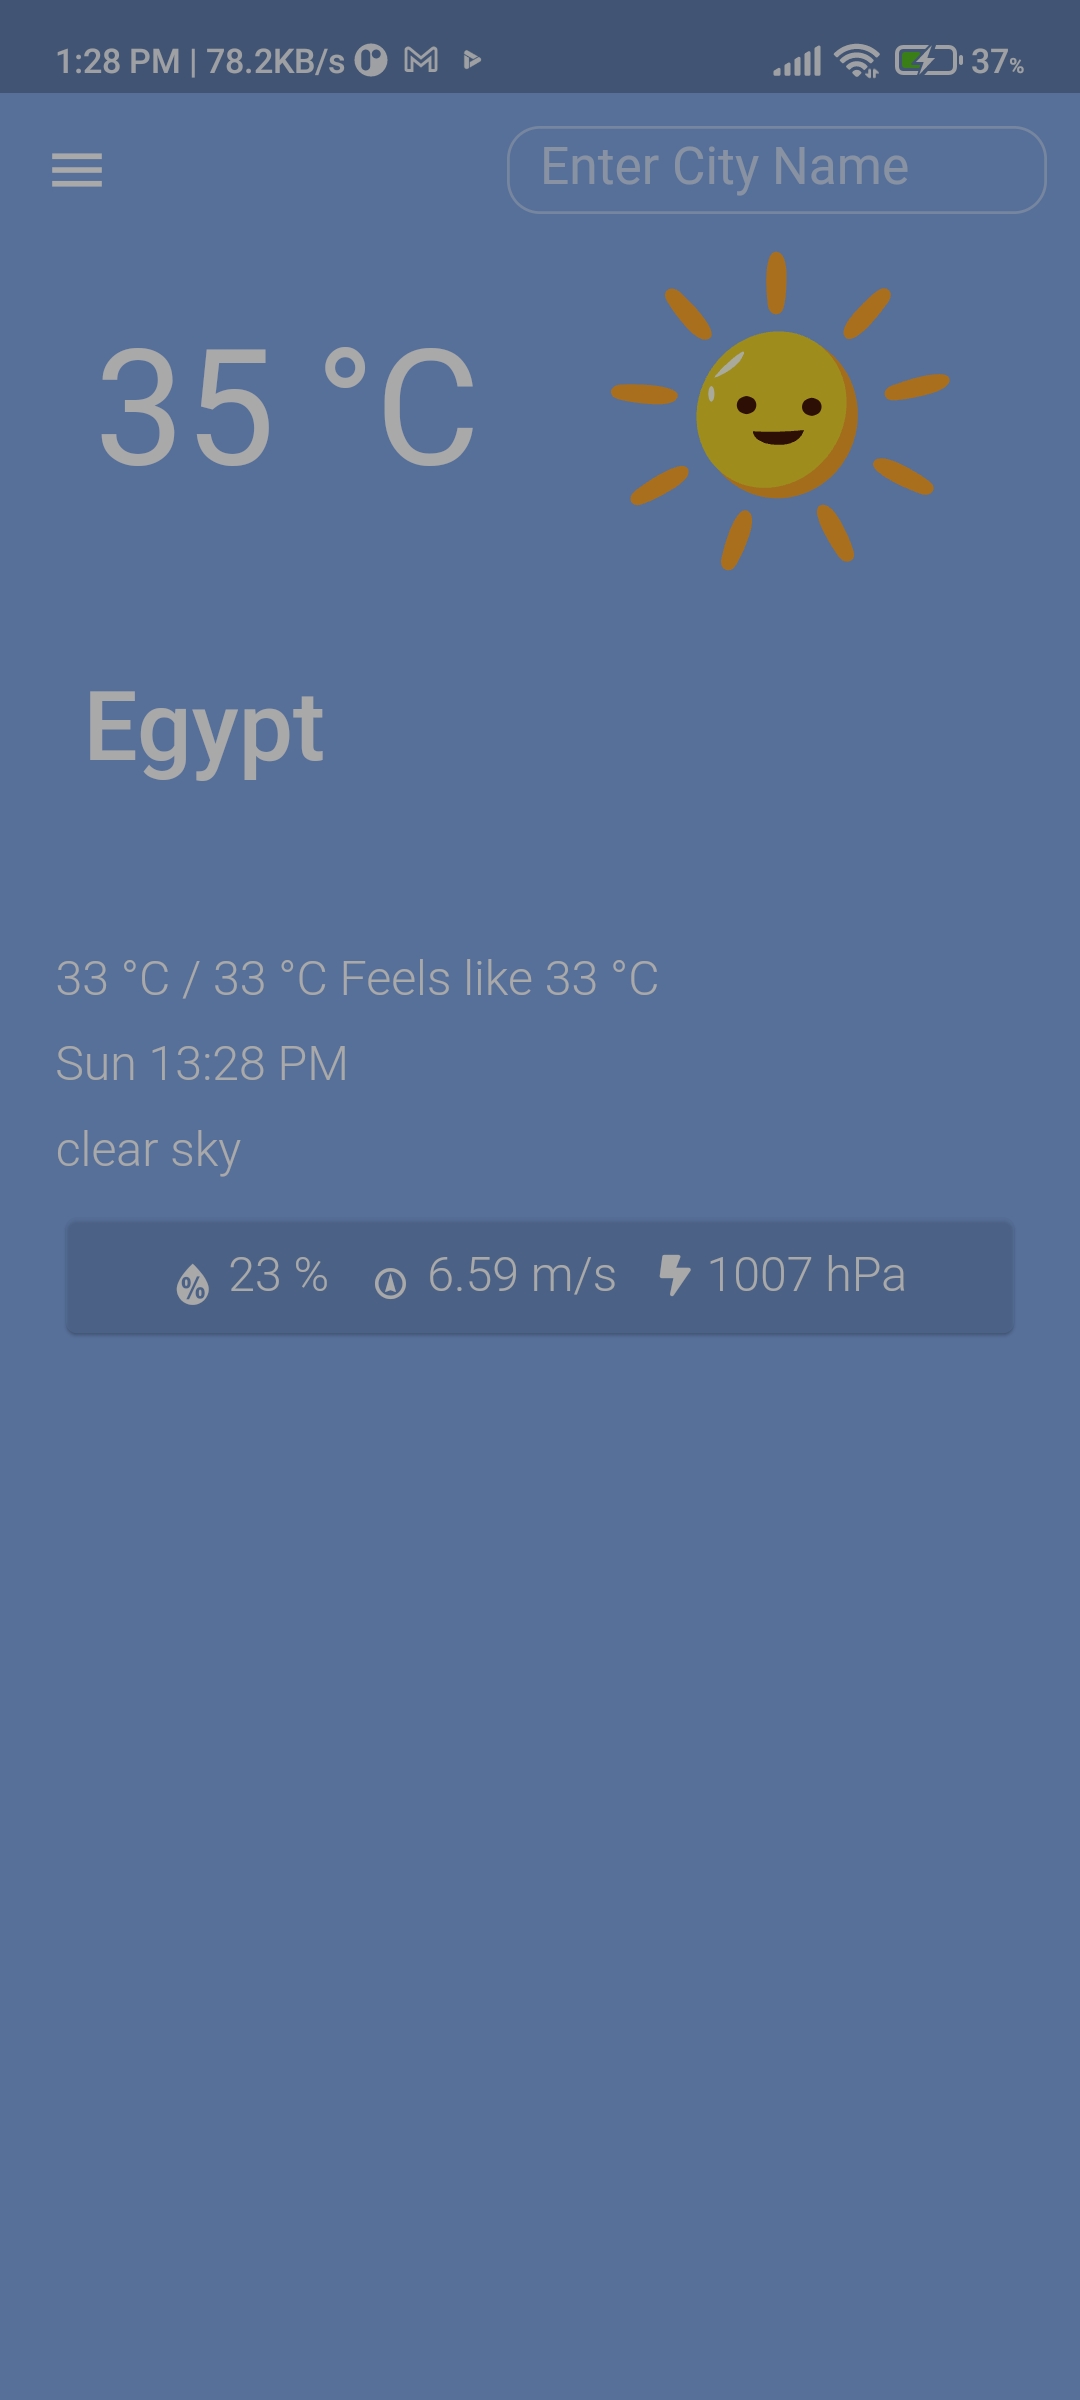 1:28 PM | 78.2KB/s 37%
Enter City Name
35 °C
Egypt
33 °C / 33 °C Feels like 33 °C
Sun 13:28 PM
clear sky
% 23 % 6.59 m/s 1007 hPa